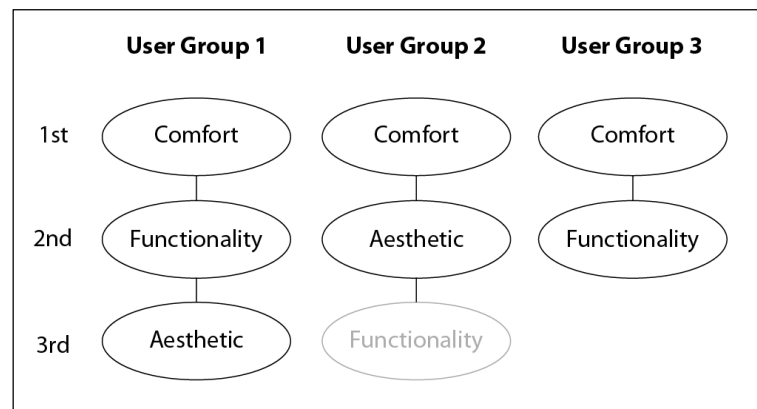 User Group 1 User Group 2 User Group 3
1st Comfort Comfort Comfort
2nd Functionality Aesthetic Functionality
3rd Aesthetic Functionality